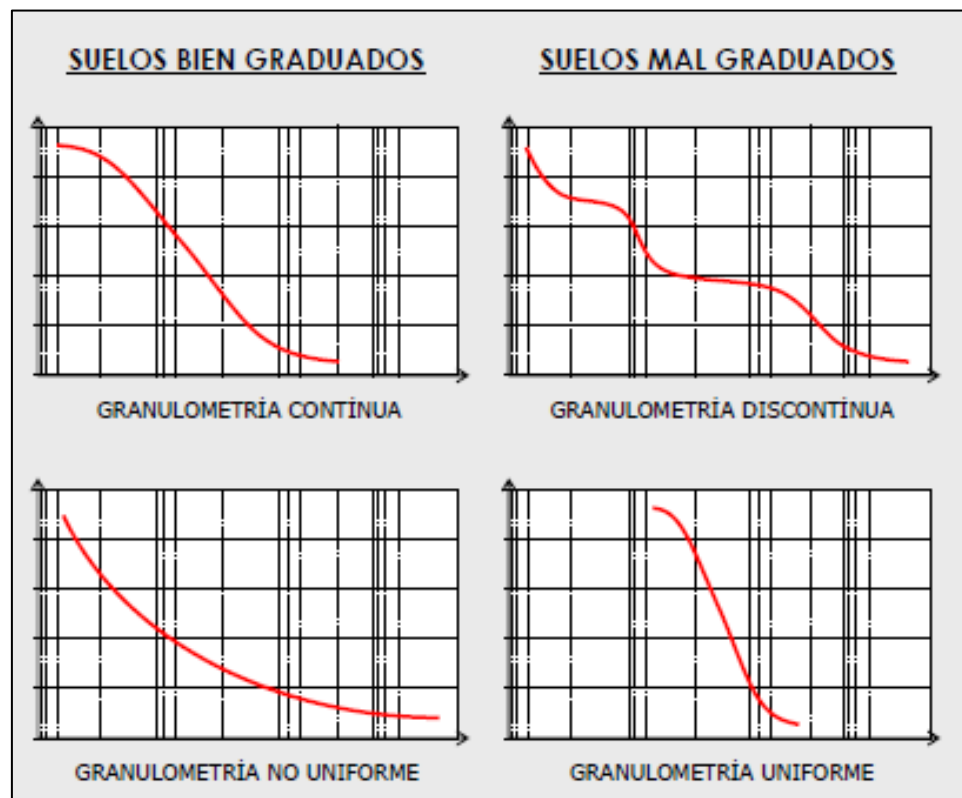 SUELOS BIEN GRADUADOS
SUELOS MAL GRADUADOS
GRANULOMETRÍA CONTÍNUA
GRANULOMETRÍA DISCONTÍNUA
GRANULOMETRÍA NO UNIFORME
GRANULOMETRÍA UNIFORME